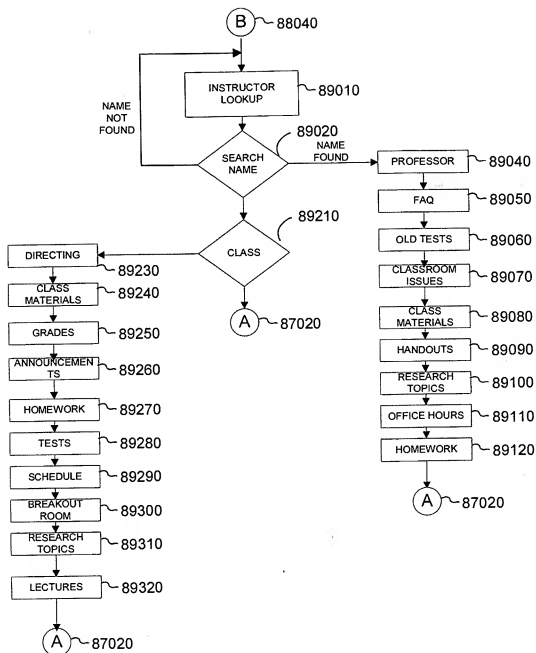 B
88040
INSTRUCTOR
LOOKUP
89010
NAME
NOT
FOUND
89020
SEARCH
NAME
NAME
FOUND
PROFESSOR
89040
FAQ
89050
OLD TESTS
89060
CLASSROOM
ISSUES
89070
CLASS
MATERIALS
89080
HANDOUTS
89090
RESEARCH
TOPICS
89100
OFFICE HOURS
89110
HOMEWORK
89120
A
87020
89210
CLASS
A
87020
DIRECTING
89230
CLASS
MATERIALS
89240
GRADES
89250
ANNOUNCEMEN
TS
89260
HOMEWORK
89270
TESTS
89280
SCHEDULE
89290
BREAKOUT
ROOM
89300
RESEARCH
TOPICS
89310
LECTURES
89320
A
87020